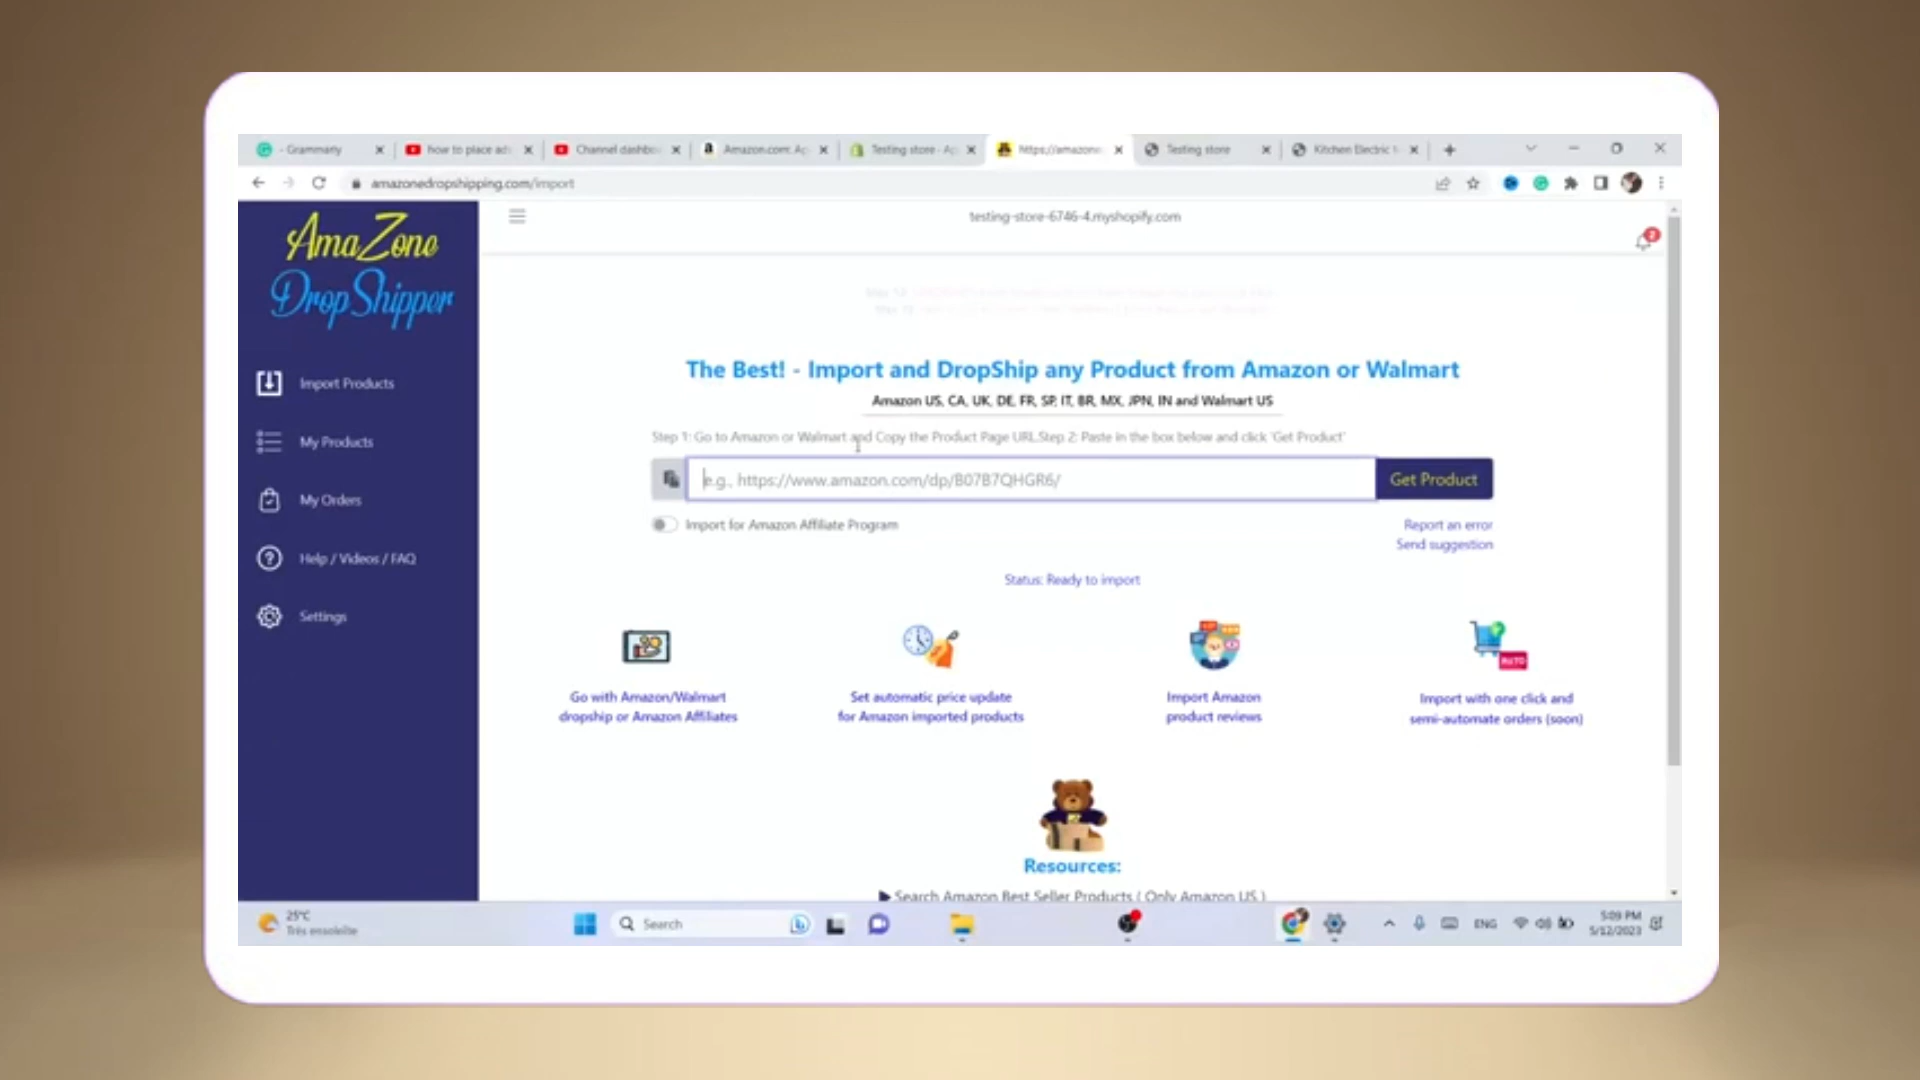 - Grammarly
how to place ad
Channel dashbo
Amazon.com: A
Testing store - Ap
https://amazon
Testing store
Kitchen Electric
amazonedropshipping.com/import
AmaZone
DropShipper
Import Products
My Products
My Orders
Help / Videos / FAQ
Settings
testing-store-6746-4.myshopify.com
2
The Best! - Import and DropShip any Product from Amazon or Walmart
Amazon US, CA, UK, DE, FR, SP, IT, BR, MX, JPN, IN and Walmart US
Step 1: Go to Amazon or Walmart and Copy the Product Page URL.Step 2: Paste in the box below and click 'Get Product'
e.g., https://www.amazon.com/dp/B07B7QHGR6/
Get Product
Import for Amazon Affiliate Program
Report an error
Send suggestion
Status: Ready to import
Go with Amazon/Walmart
dropship or Amazon Affiliates
Set automatic price update
for Amazon imported products
Import Amazon
product reviews
AUTO
Import with one click and
semi-automate orders (soon)
Resources:
Search Amazon Best Seller Products ( Only Amazon US )
25°C
Très ensoleillé
Search
ENG
5:09 PM
5/12/2023